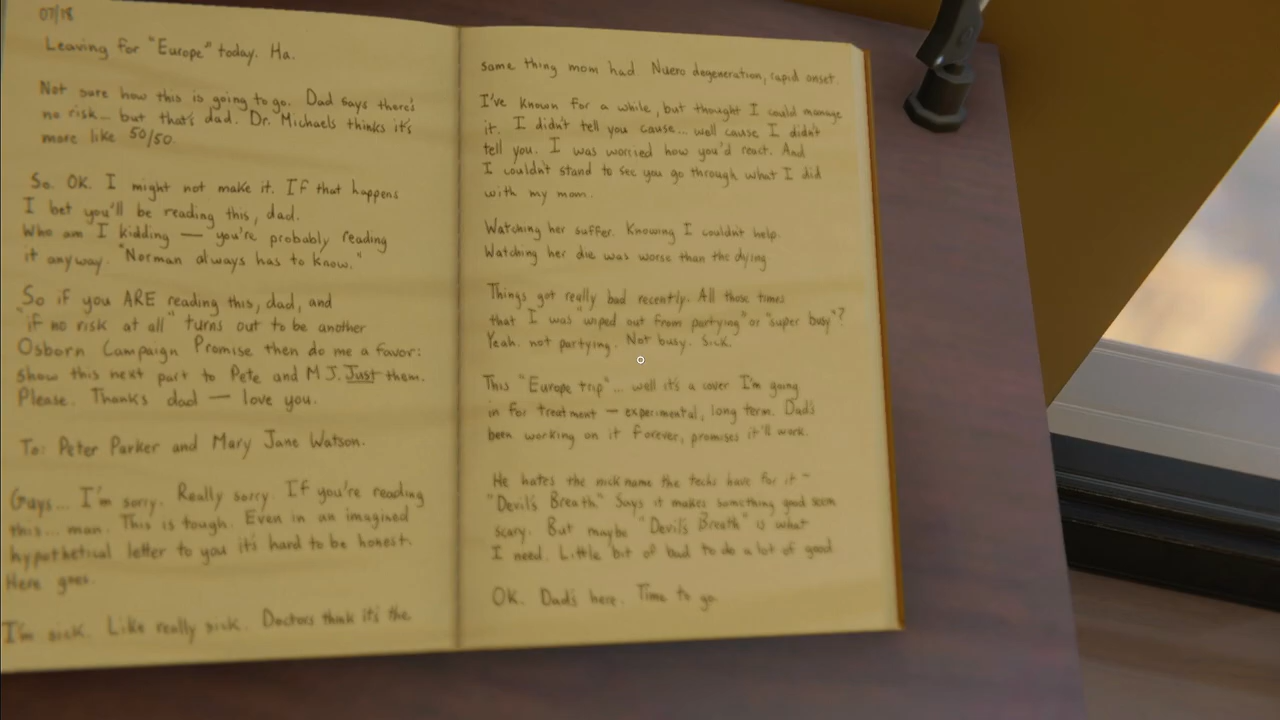 07/18
Leaving for "Europe" today. Ha.
Not sure how this is going to go. Dad says there's
no risk... but that's dad. Dr. Michaels thinks it's
more like 50/50.
So. OK. I might not make it. If that happens
I bet you'll be reading this, dad.
Who am I kidding — you're probably reading
it anyway. "Norman always has to know."
So if you ARE reading this, dad, and
"if no risk at all" turns out to be another
Osborn Campaign Promise then do me a favor:
show this next part to Pete and MJ. Just them.
Please. Thanks dad — love you.
To: Peter Parker and Mary Jane Watson.
Guys... I'm sorry. Really sorry. If you're reading
this... man. This is tough. Even in an imagined
hypothetical letter to you it's hard to be honest.
Here goes.
I'm sick. Like really sick. Doctors think it's the
same thing mom had. Nuero degeneration, rapid onset.
I've known for a while, but thought I could manage
it. I didn't tell you cause... well cause I didn't
tell you. I was worried how you'd react. And
I couldn't stand to see you go through what I did
with my mom.
Watching her suffer. Knowing I couldn't help.
Watching her die was worse than the dying.
Things got really bad recently. All those times
that I was "wiped out from partying" or "super busy"?
Yeah. not partying. Not busy. Sick.
This "Europe trip"... well it's a cover I'm going
in for treatment — experimental, long term. Dad's
been working on it forever, promises it'll work.
He hates the nickname the techs have for it -
"Devil's Breath." Says it makes something good seem
scary. But maybe "Devil's Breath" is what
I need. Little bit of bad to do a lot of good.
OK. Dad's here. Time to go.